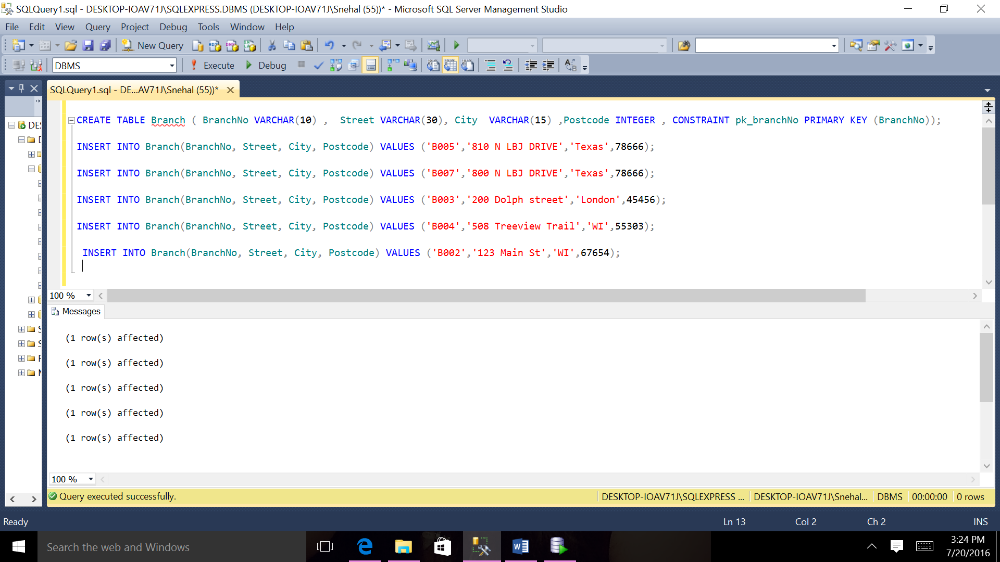 SQLQuery1.sql - DESKTOP-IOAV71J\SQLEXPRESS.DBMS (DESKTOP-IOAV71J\Snehal (55))* - Microsoft SQL Server Management Studio
File Edit View Query Project Debug Tools Window Help
New Query
DBMS Execute Debug
SQLQuery1.sql - DE...AV71J\Snehal (55))*
CREATE TABLE Branch ( BranchNo VARCHAR(10) , Street VARCHAR(30), City VARCHAR(15) ,Postcode INTEGER , CONSTRAINT pk_branchNo PRIMARY KEY (BranchNo));
INSERT INTO Branch(BranchNo, Street, City, Postcode) VALUES ('B005','810 N LBJ DRIVE','Texas',78666);
INSERT INTO Branch(BranchNo, Street, City, Postcode) VALUES ('B007','800 N LBJ DRIVE','Texas',78666);
INSERT INTO Branch(BranchNo, Street, City, Postcode) VALUES ('B003','200 Dolph street','London',45456);
INSERT INTO Branch(BranchNo, Street, City, Postcode) VALUES ('B004','508 Treeview Trail','WI',55303);
INSERT INTO Branch(BranchNo, Street, City, Postcode) VALUES ('B002','123 Main St','WI',67654);
100 %
Messages
(1 row(s) affected)
(1 row(s) affected)
(1 row(s) affected)
(1 row(s) affected)
(1 row(s) affected)
100 %
Query executed successfully. DESKTOP-IOAV71J\SQLEXPRESS ... DESKTOP-IOAV71J\Snehal... DBMS 00:00:00 0 rows
Ready Ln 13 Col 2 Ch 2 INS
Search the web and Windows
3:24 PM
7/20/2016